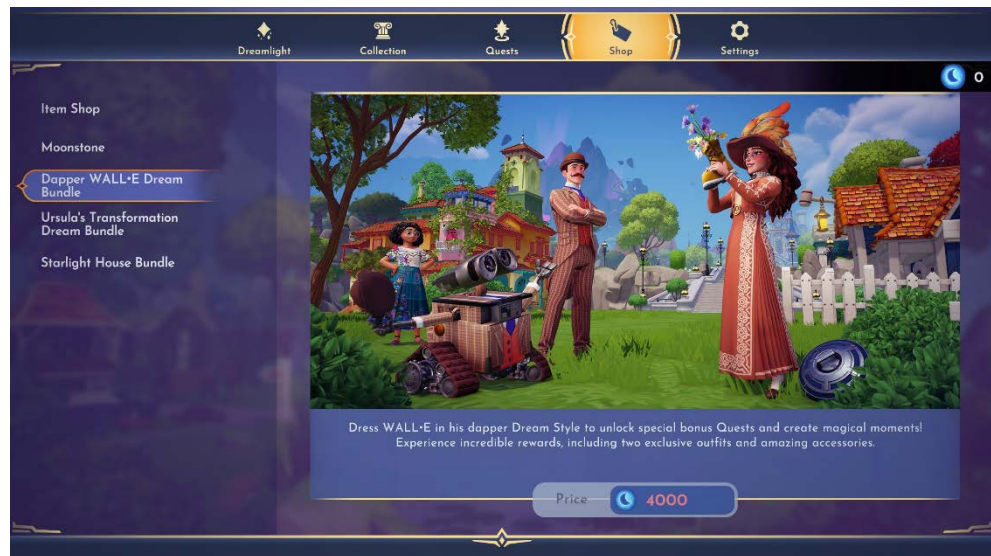 Dreamlight
Collection
Quests
Shop
Settings
0
Item Shop
Moonstone
Dapper WALL•E Dream
Bundle
Ursula's Transformation
Dream Bundle
Starlight House Bundle
Dress WALL•E in his dapper Dream Style to unlock special bonus Quests and create magical moments!
Experience incredible rewards, including two exclusive outfits and amazing accessories.
Price
4000